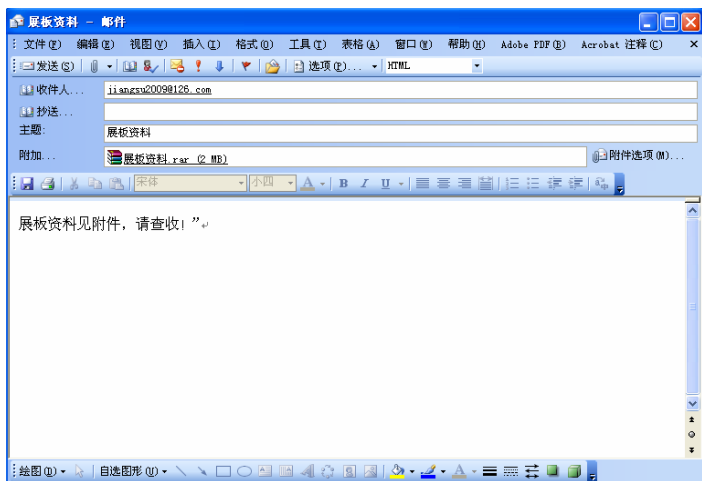 展板资料 - 邮件
文件(F) 编辑(E) 视图(V) 插入(I) 格式(O) 工具(T) 表格(A) 窗口(W) 帮助(H) Adobe PDF(B) Acrobat 注释(C) ×
发送(S) 选项(P)... HTML
收件人... jiangsu2009@126.com
抄送...
主题: 展板资料
附加... 展板资料.rar (2 MB) 附件选项(M)...
宋体 小四 A B I U
展板资料见附件，请查收！”
绘图(D) 自选图形(U) A